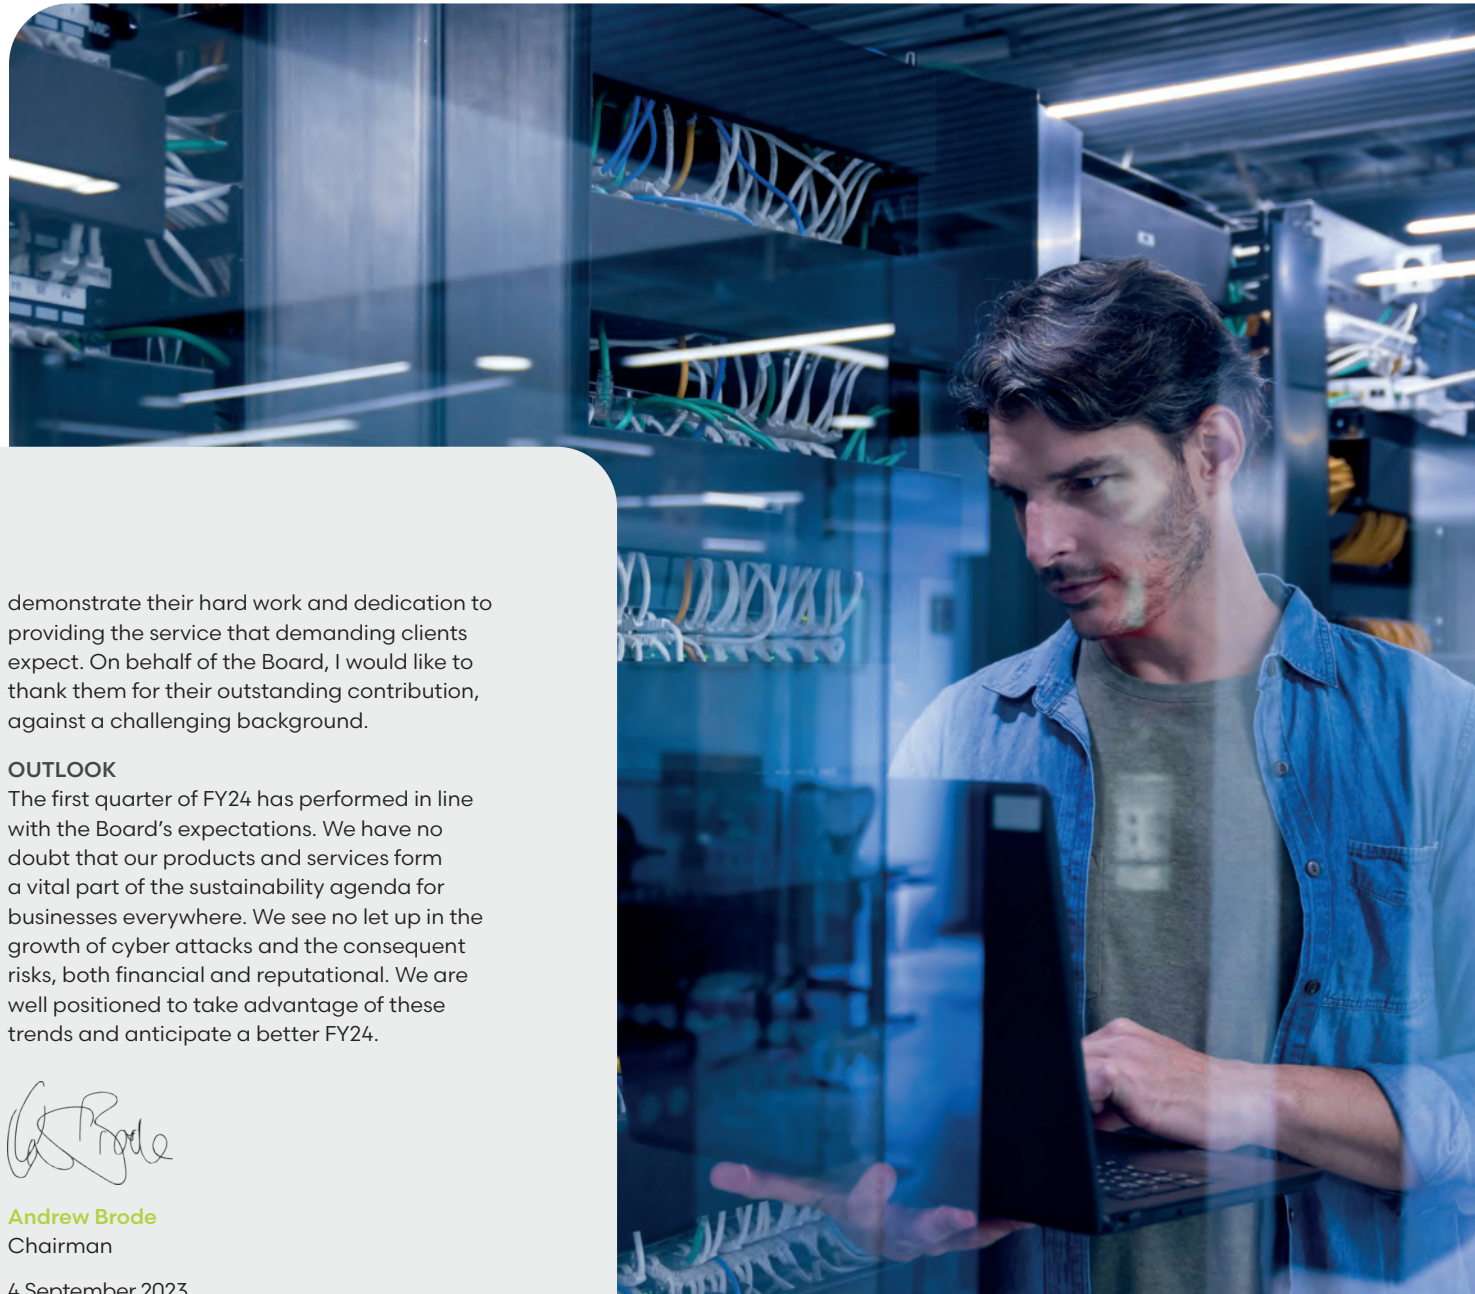 demonstrate their hard work and dedication to
providing the service that demanding clients
expect. On behalf of the Board, I would like to
thank them for their outstanding contribution,
against a challenging background.
OUTLOOK
The first quarter of FY24 has performed in line
with the Board’s expectations. We have no
doubt that our products and services form
a vital part of the sustainability agenda for
businesses everywhere. We see no let up in the
growth of cyber attacks and the consequent
risks, both financial and reputational. We are
well positioned to take advantage of these
trends and anticipate a better FY24.
Andrew Brode
Chairman
4 September 2023